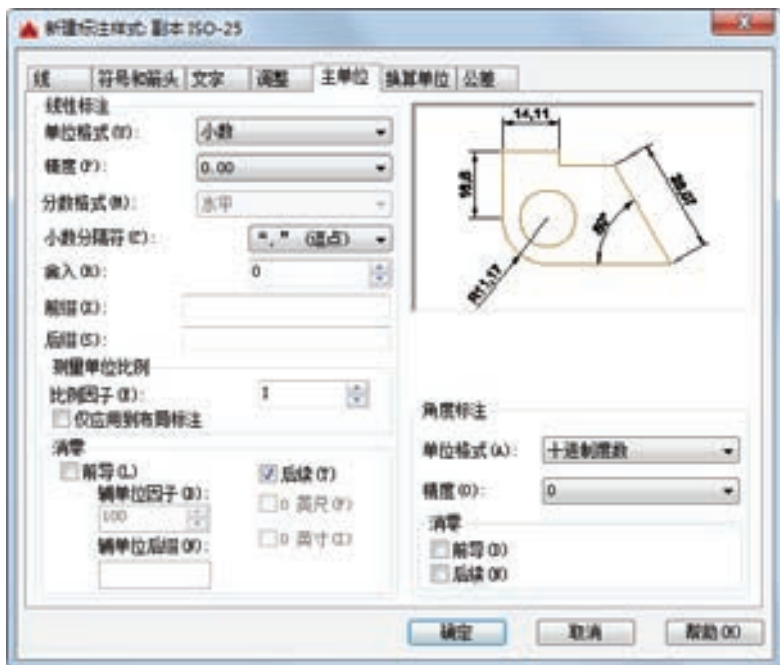 新建标注样式: 副本 ISO-25
线 符号和箭头 文字 调整 主单位 换算单位 公差
线性标注
单位格式(U): 小数
精度(P): 0.00
分数格式(M): 水平
小数分隔符(C): “,” (逗点)
舍入(R): 0
前缀(X):
后缀(S):
测量单位比例
比例因子(E): 1
仅应用到布局标注
消零
前导(L) 后续(T)
辅单位因子(B): 0 英尺(F)
100
0 英寸(I)
辅单位后缀(N):
14,11
16,6
R11,17
60°
角度标注
单位格式(A): 十进制度数
精度(O): 0
消零
前导(D)
后续(N)
确定 取消 帮助(H)